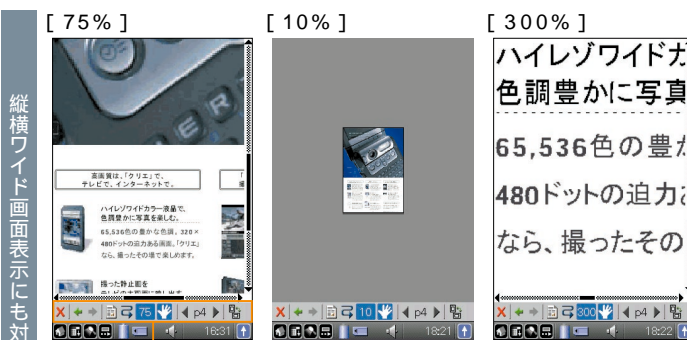 縦横ワイド画面表示にも対
[ 75% ]
高画質は、「クリエ」で。
テレビで、インターネットで。
ハイレゾワイドカラー液晶で、
色調豊かに写真を楽しむ。
65,536色の豊かな色調。320×
480ドットの迫力ある画面。「クリエ」
なら、撮ったその場で楽しめます。
撮った静止画を
75
p4
16:31
[ 10% ]
10
p4
18:21
[ 300% ]
ハイレゾワイドカ
色調豊かに写真
65,536色の豊か
480ドットの迫力
なら、撮ったその
300
p4
18:22